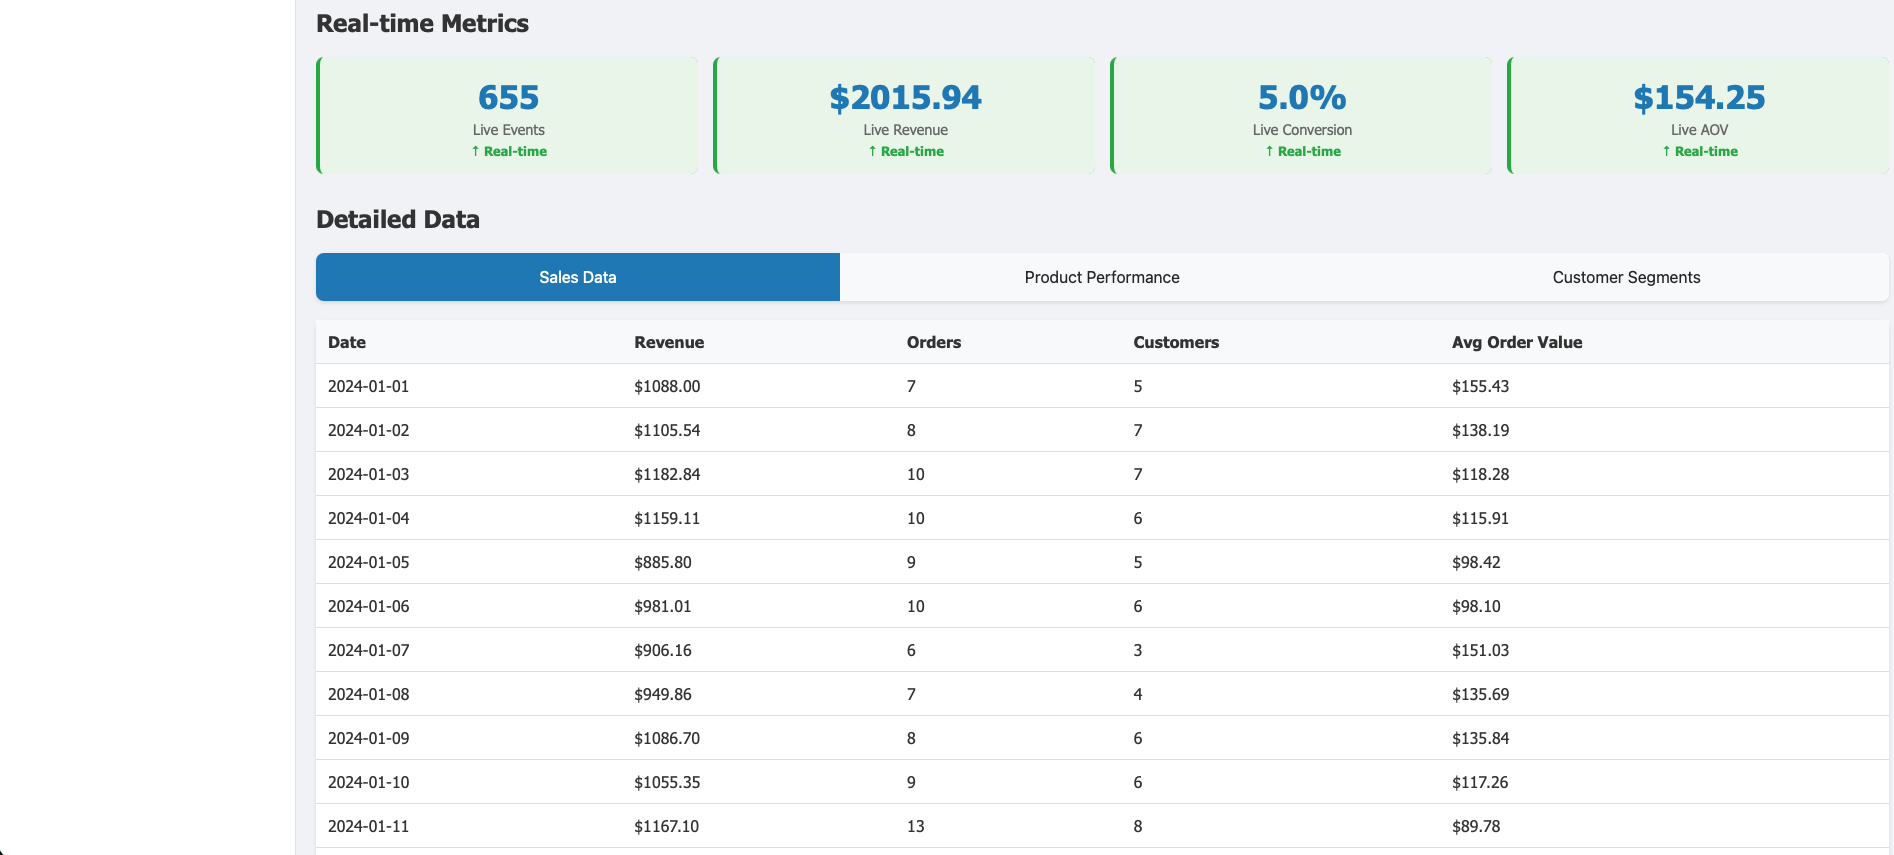 Real-time Metrics
655
Live Events
↑ Real-time
$2015.94
Live Revenue
↑ Real-time
5.0%
Live Conversion
↑ Real-time
$154.25
Live AOV
↑ Real-time
Detailed Data
Sales Data Product Performance Customer Segments
Date Revenue Orders Customers Avg Order Value
2024-01-01 $1088.00 7 5 $155.43
2024-01-02 $1105.54 8 7 $138.19
2024-01-03 $1182.84 10 7 $118.28
2024-01-04 $1159.11 10 6 $115.91
2024-01-05 $885.80 9 5 $98.42
2024-01-06 $981.01 10 6 $98.10
2024-01-07 $906.16 6 3 $151.03
2024-01-08 $949.86 7 4 $135.69
2024-01-09 $1086.70 8 6 $135.84
2024-01-10 $1055.35 9 6 $117.26
2024-01-11 $1167.10 13 8 $89.78